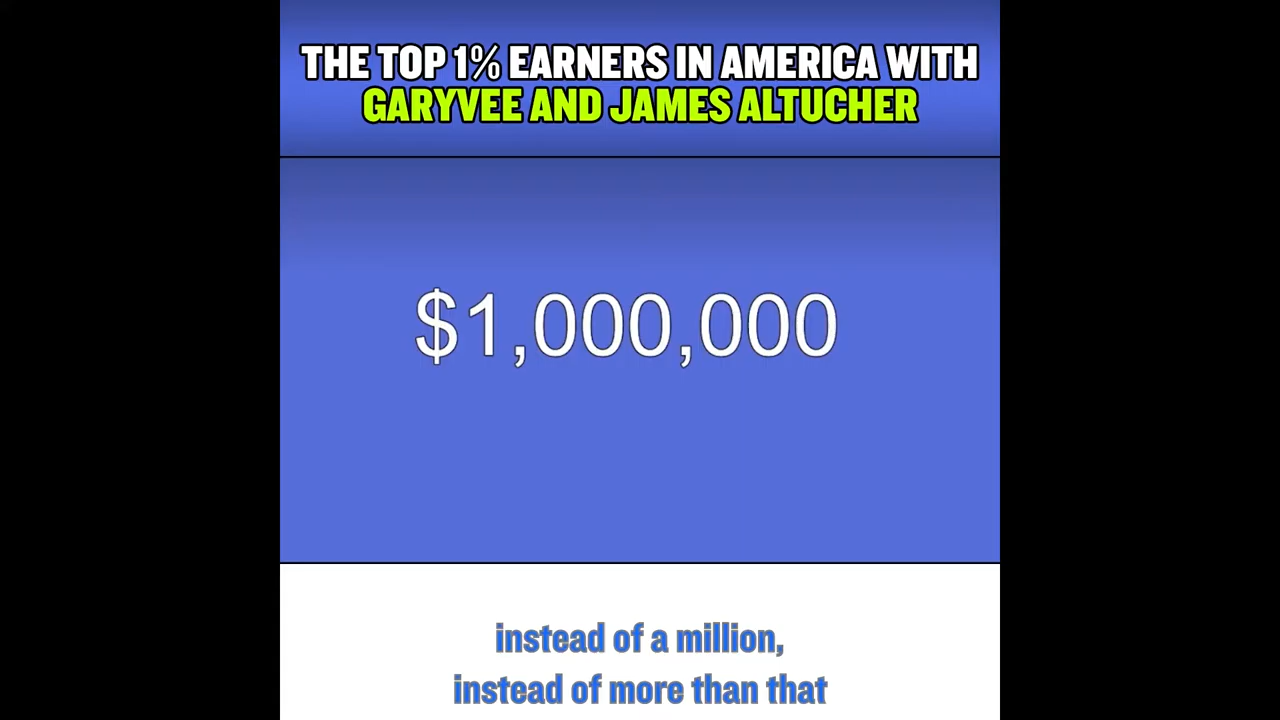 THE TOP 1% EARNERS IN AMERICA WITH
GARYVEE AND JAMES ALTUCHER
$1,000,000
instead of a million,
instead of more than that